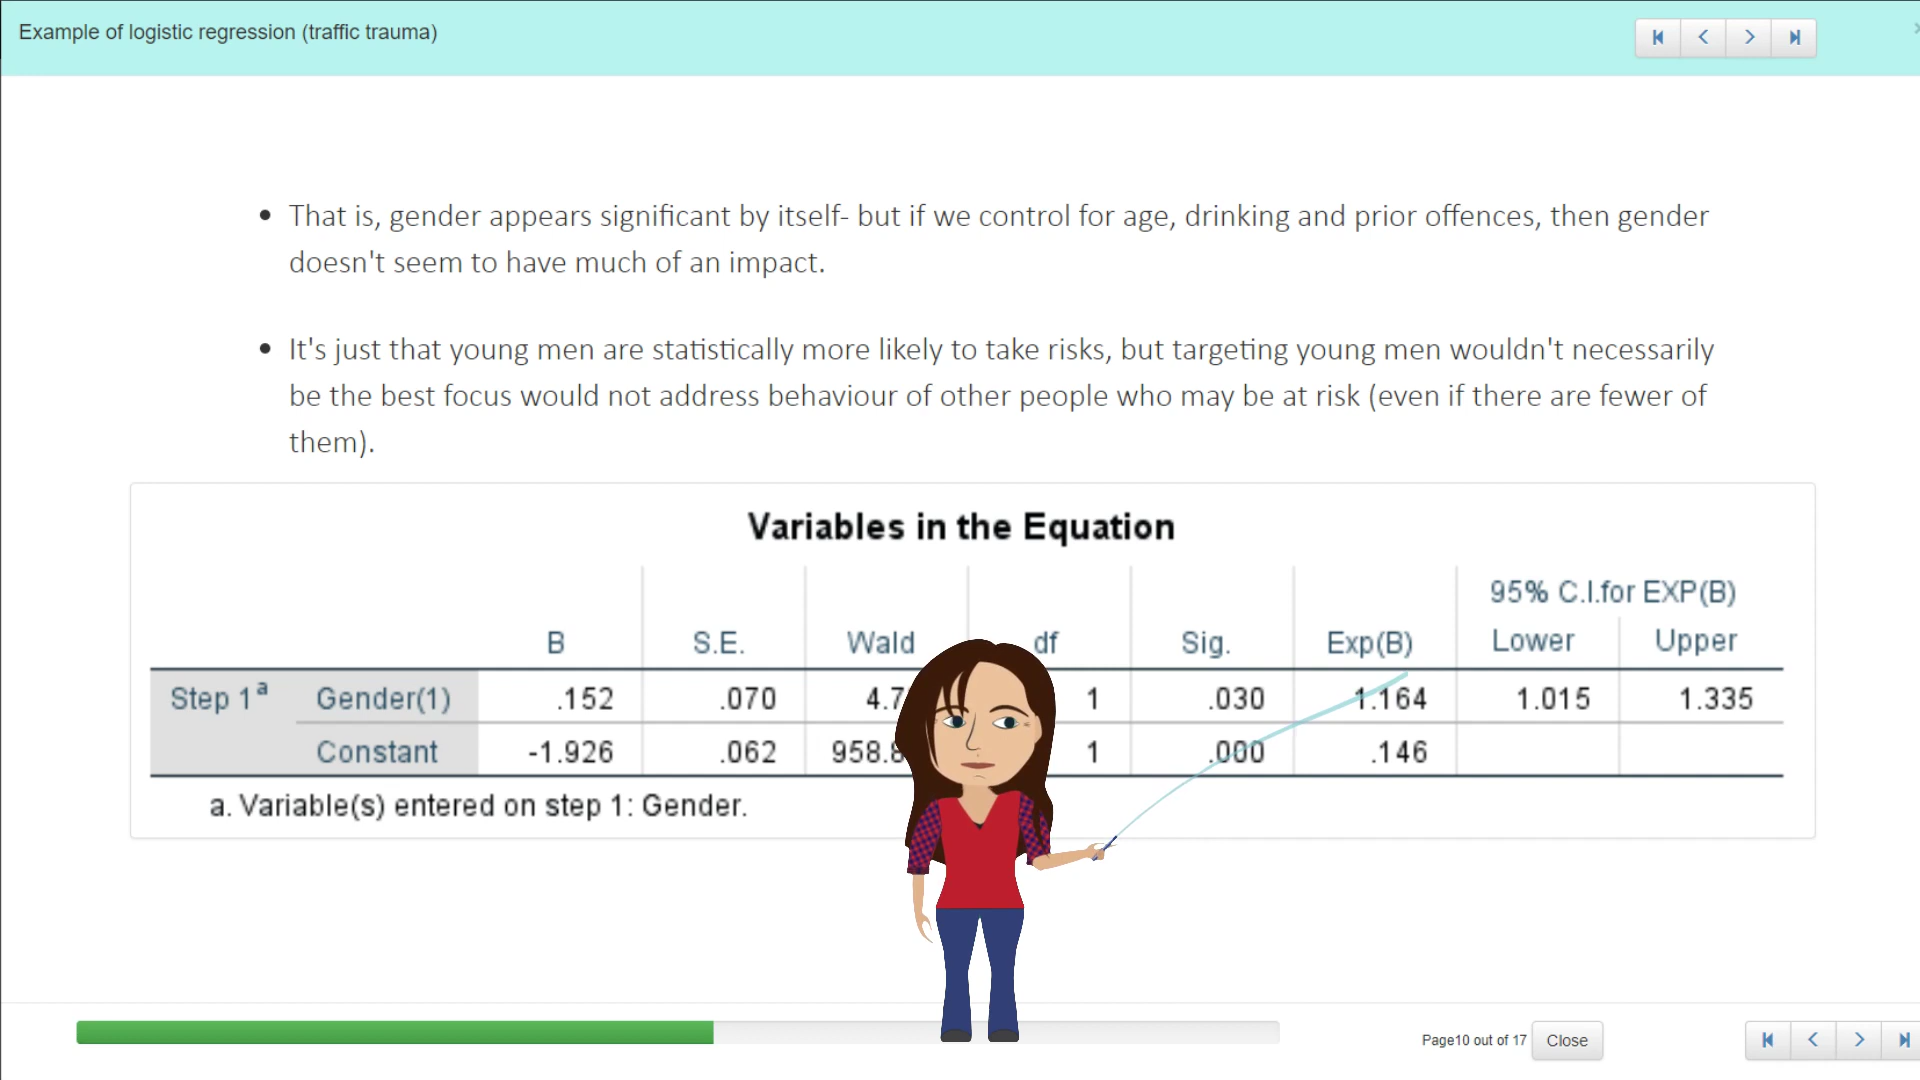 Example of logistic regression (traffic trauma)
• That is, gender appears significant by itself- but if we control for age, drinking and prior offences, then gender
doesn't seem to have much of an impact.
• It's just that young men are statistically more likely to take risks, but targeting young men wouldn't necessarily
be the best focus would not address behaviour of other people who may be at risk (even if there are fewer of
them).
Variables in the Equation
95% C.I.for EXP(B)
B S.E. Wald df Sig. Exp(B) Lower Upper
Step 1a Gender(1) .152 .070 1 .030 1.164 1.015 1.335
Constant -1.926 .062 1 .000 .146
a. Variable(s) entered on step 1: Gender.
Page10 out of 17 Close